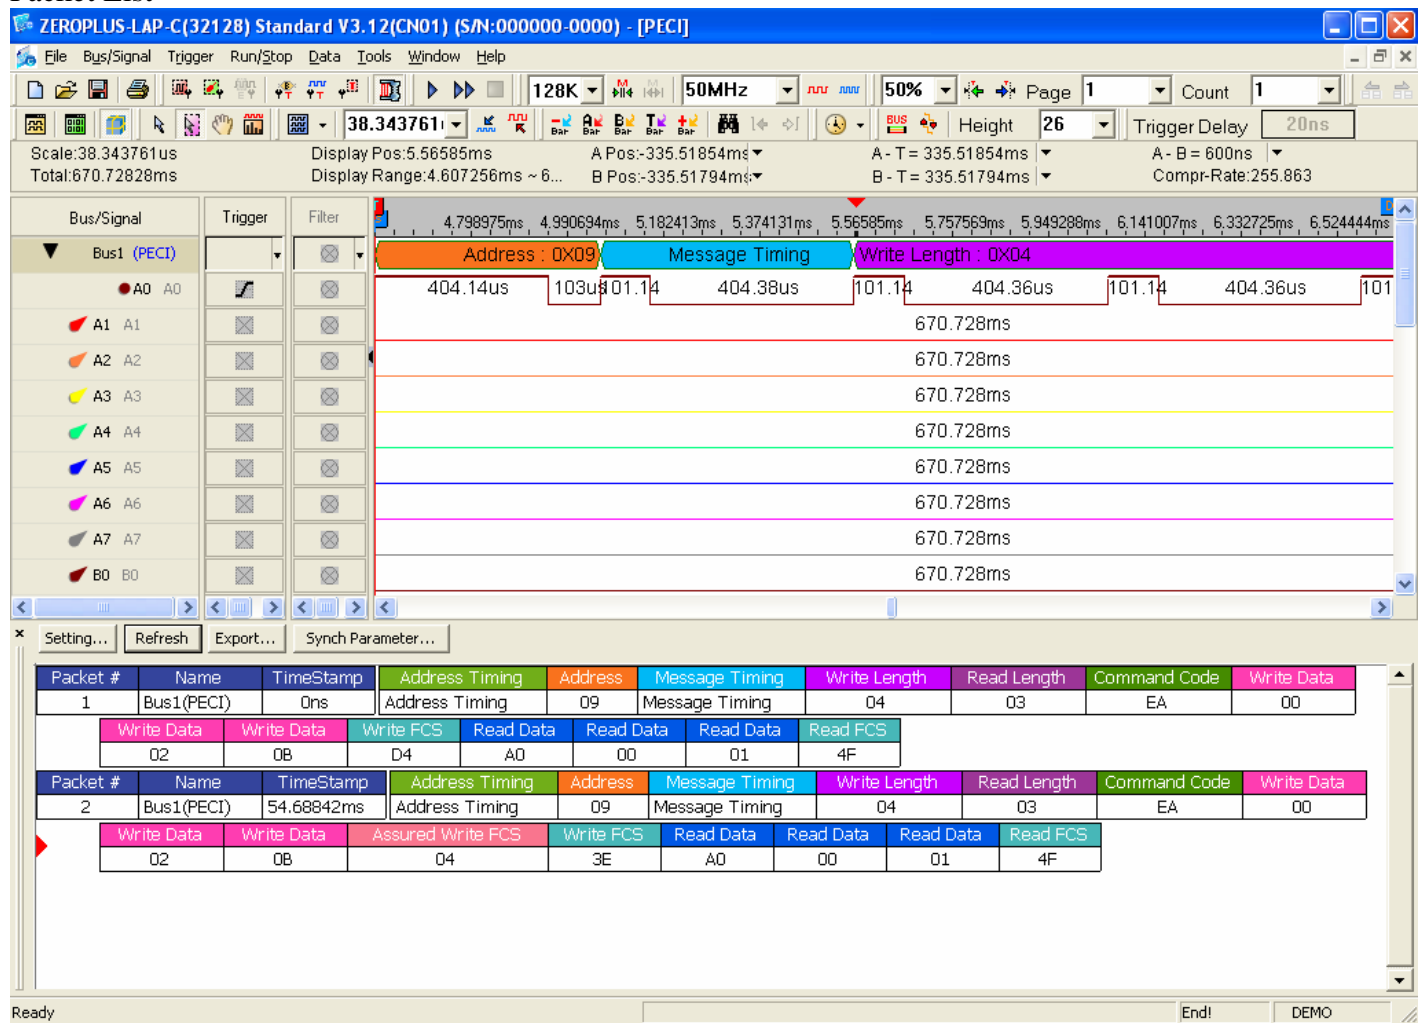 ZEROPLUS-LAP-C(32128) Standard V3.12(CN01) (S/N:000000-0000) - [PECI]
File Bus/Signal Trigger Run/Stop Data Tools Window Help
128K 50MHz 50% Page 1 Count 1
38.343761 Height 26 Trigger Delay 20ns
Scale:38.343761us Display Pos:5.56585ms A Pos:-335.51854ms A - T = 335.51854ms A - B = 600ns
Total:670.72828ms Display Range:4.607256ms ~ 6... B Pos:-335.51794ms B - T = 335.51794ms Compr-Rate:255.863
Bus/Signal Trigger Filter 4.798975ms 4.990694ms 5.182413ms 5.374131ms 5.56585ms 5.757569ms 5.949288ms 6.141007ms 6.332725ms 6.524444ms
Bus1 (PECI) Address : 0X09 Message Timing Write Length : 0X04
A0 A0 404.14us 103us 101.14 404.38us 101.14 404.36us 101.14 404.36us 101
A1 A1 670.728ms
A2 A2 670.728ms
A3 A3 670.728ms
A4 A4 670.728ms
A5 A5 670.728ms
A6 A6 670.728ms
A7 A7 670.728ms
B0 B0 670.728ms
Setting... Refresh Export... Synch Parameter...
Packet # Name TimeStamp Address Timing Address Message Timing Write Length Read Length Command Code Write Data
1 Bus1(PECI) 0ns Address Timing 09 Message Timing 04 03 EA 00
Write Data Write Data Write FCS Read Data Read Data Read Data Read FCS
02 0B D4 A0 00 01 4F
Packet # Name TimeStamp Address Timing Address Message Timing Write Length Read Length Command Code Write Data
2 Bus1(PECI) 54.68842ms Address Timing 09 Message Timing 04 03 EA 00
Write Data Write Data Assured Write FCS Write FCS Read Data Read Data Read Data Read FCS
02 0B 04 3E A0 00 01 4F
Ready End! DEMO